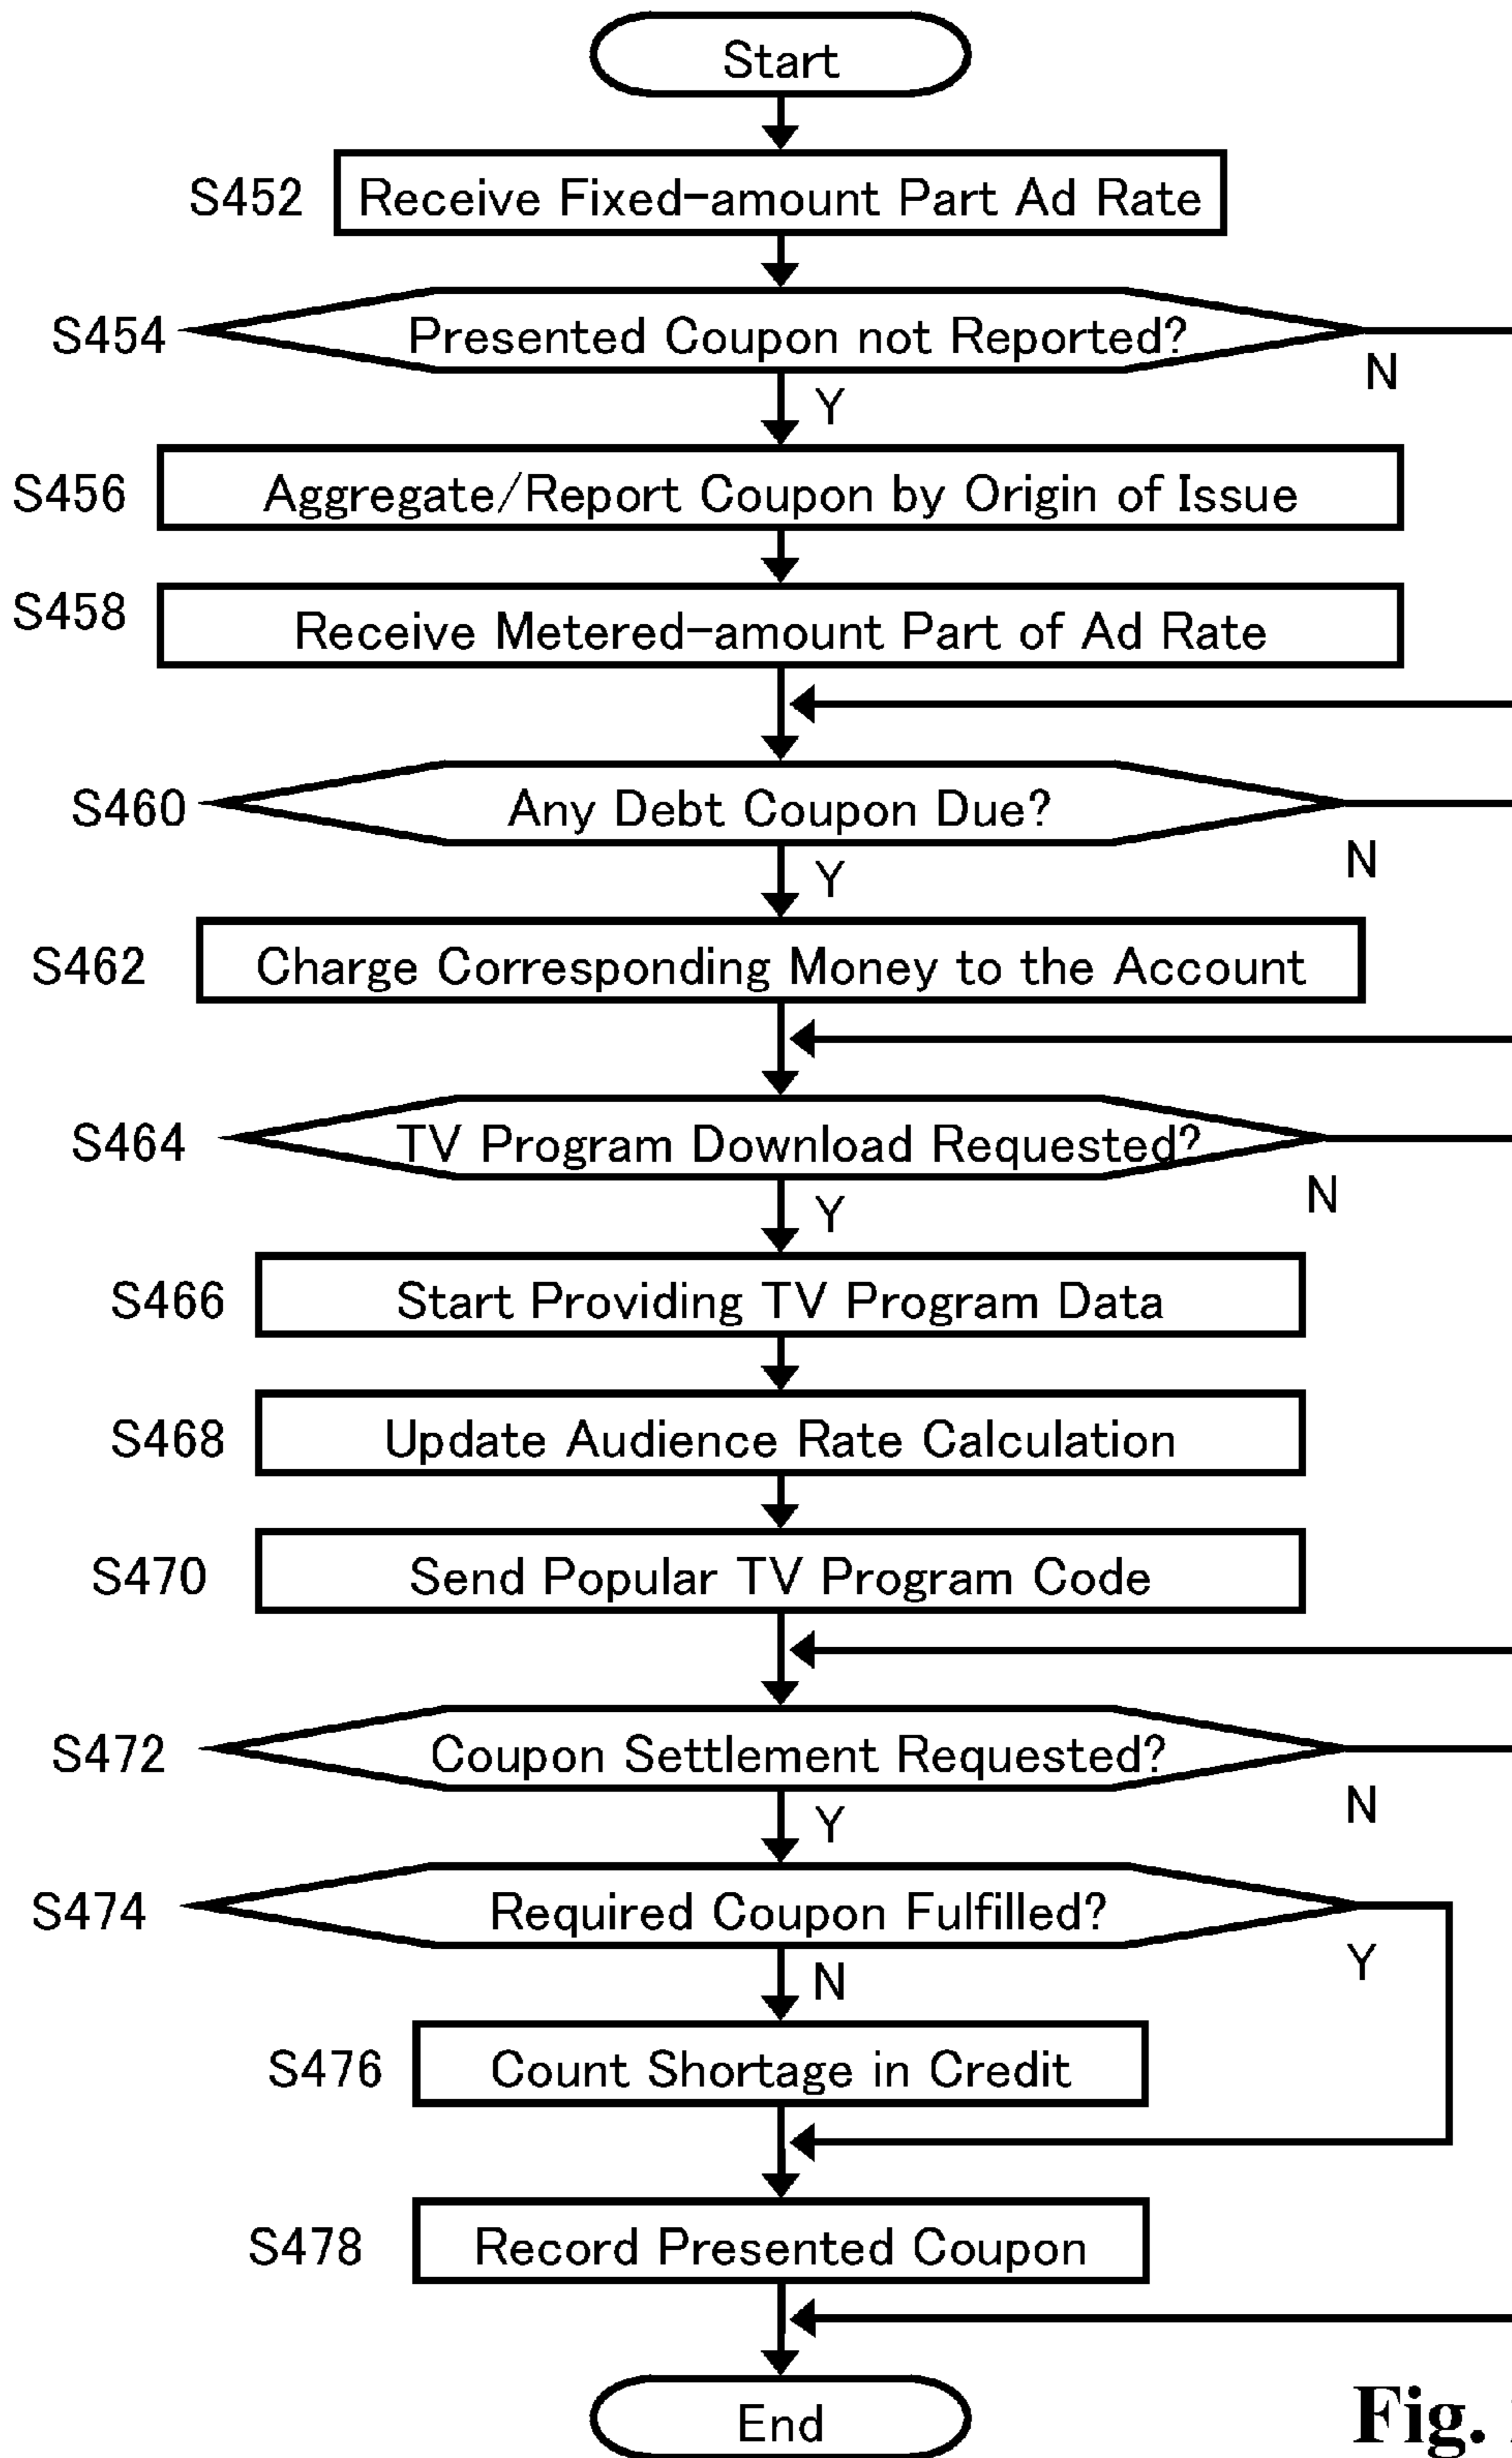 Start
S452 Receive Fixed-amount Part Ad Rate
S454 Presented Coupon not Reported?
N
Y
S456 Aggregate/Report Coupon by Origin of Issue
S458 Receive Metered-amount Part of Ad Rate
S460 Any Debt Coupon Due?
N
Y
S462 Charge Corresponding Money to the Account
S464 TV Program Download Requested?
N
Y
S466 Start Providing TV Program Data
S468 Update Audience Rate Calculation
S470 Send Popular TV Program Code
S472 Coupon Settlement Requested?
N
Y
S474 Required Coupon Fulfilled?
Y
N
S476 Count Shortage in Credit
S478 Record Presented Coupon
End
Fig.